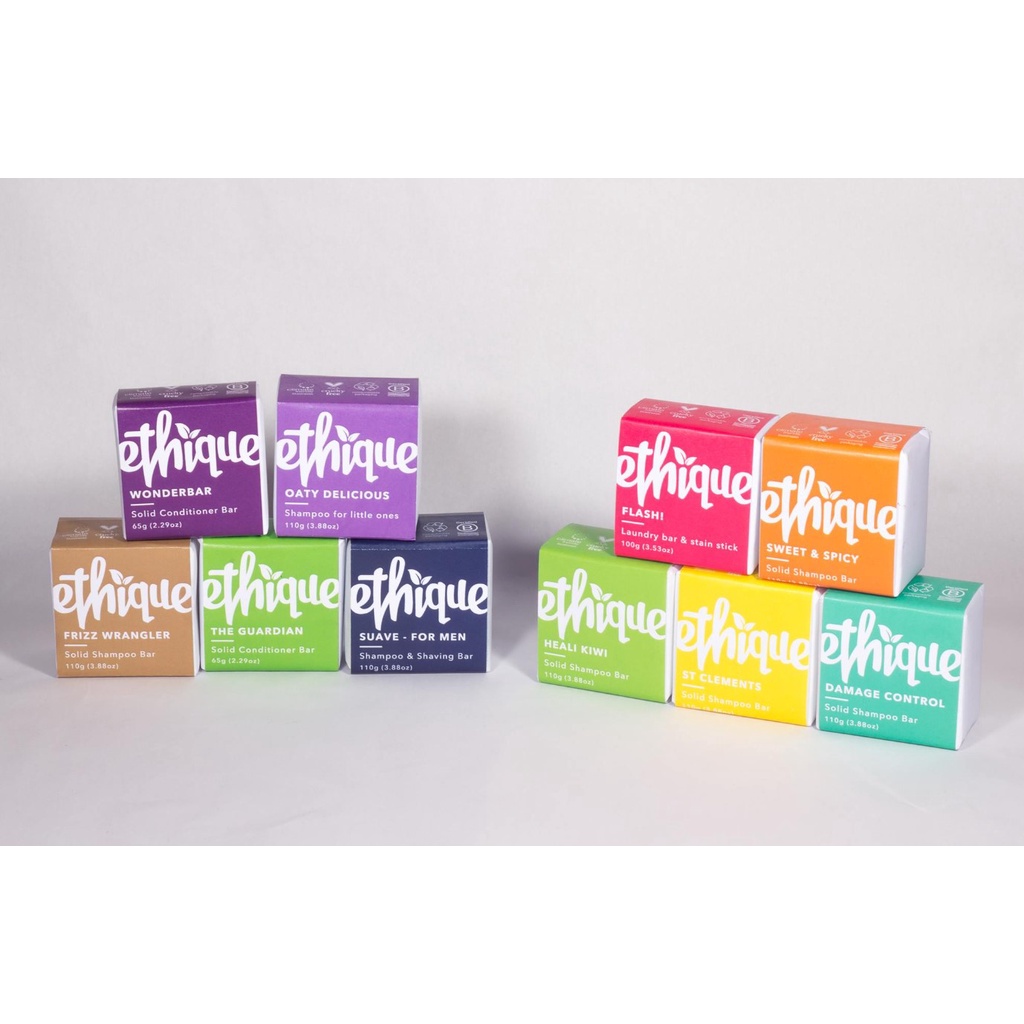 ethique
WONDERBAR
Solid Conditioner Bar
65g (2.29oz)
cruelty
free
ethique
OATY DELICIOUS
Shampoo for little ones
110g (3.88oz)
ethique
FRIZZ WRANGLER
Solid Shampoo Bar
110g (3.88oz)
ethique
THE GUARDIAN
Solid Conditioner Bar
65g (2.29oz)
ethique
SUAVE - FOR MEN
Shampoo & Shaving Bar
110g (3.88oz)
ethique
FLASH!
Laundry bar & stain stick
100g (3.53oz)
ethique
SWEET & SPICY
Solid Shampoo Bar
ethique
HEALI KIWI
Solid Shampoo Bar
110g (3.88oz)
ethique
ST CLEMENTS
Solid Shampoo Bar
ethique
DAMAGE CONTROL
Solid Shampoo Bar
110g (3.88oz)